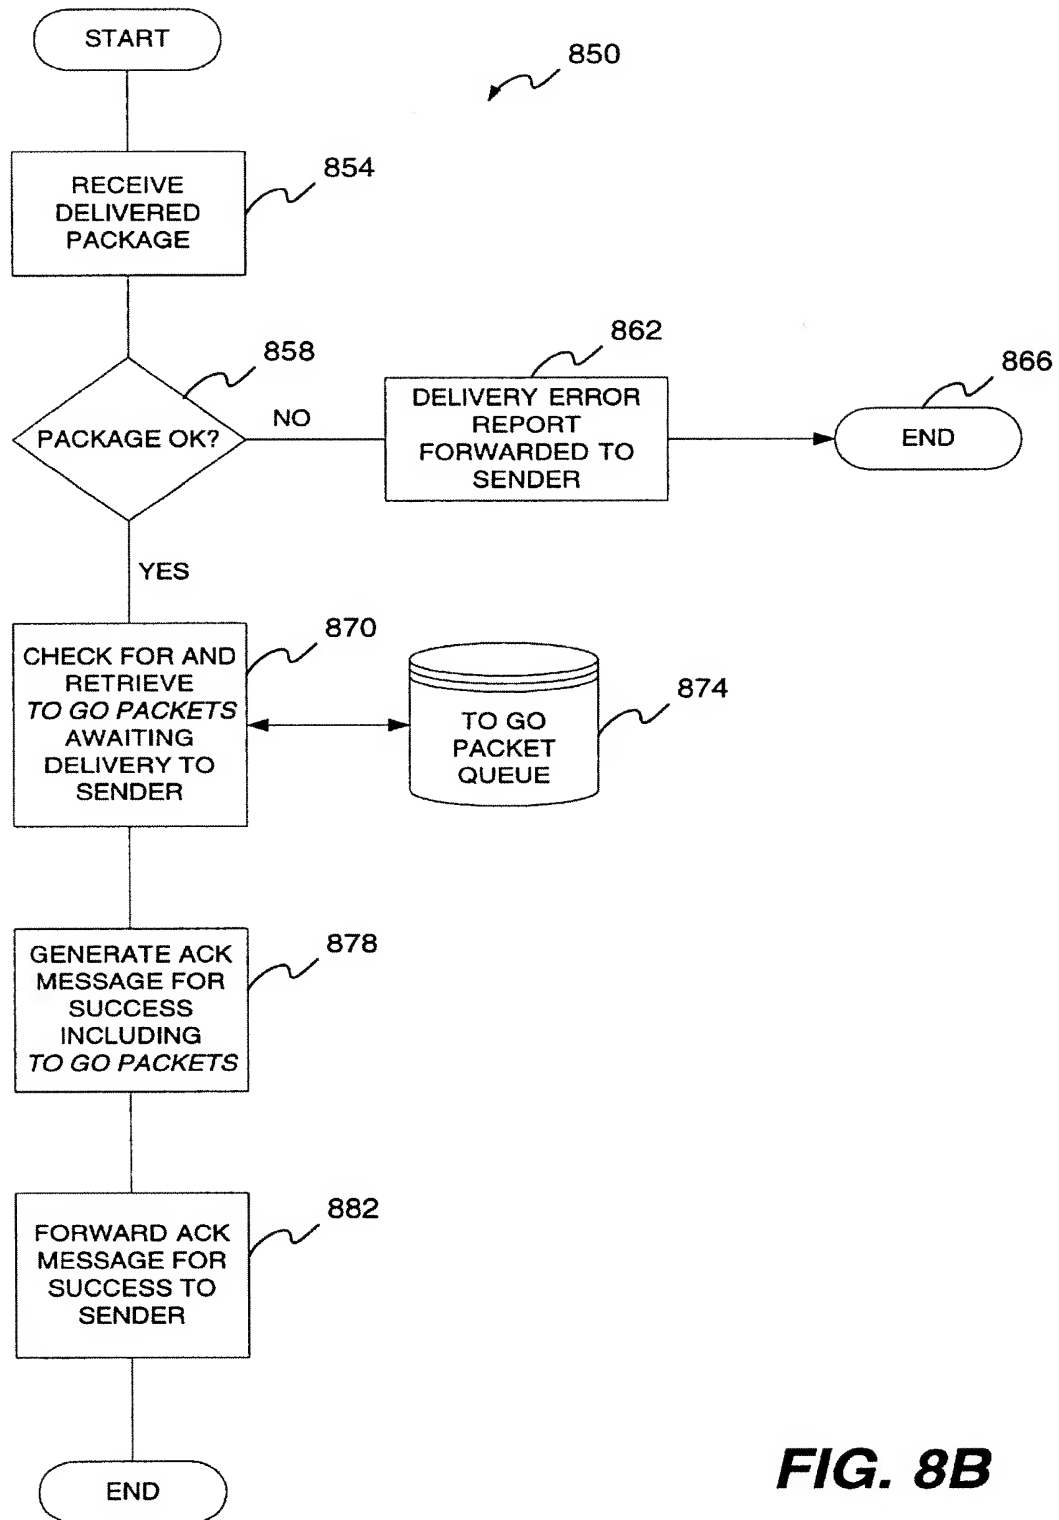 START
850
854
RECEIVE
DELIVERED
PACKAGE
858
PACKAGE OK?
NO
862
DELIVERY ERROR
REPORT
FORWARDED TO
SENDER
866
END
YES
870
CHECK FOR AND
RETRIEVE
TO GO PACKETS
AWAITING
DELIVERY TO
SENDER
874
TO GO
PACKET
QUEUE
878
GENERATE ACK
MESSAGE FOR
SUCCESS
INCLUDING
TO GO PACKETS
882
FORWARD ACK
MESSAGE FOR
SUCCESS TO
SENDER
END
FIG. 8B